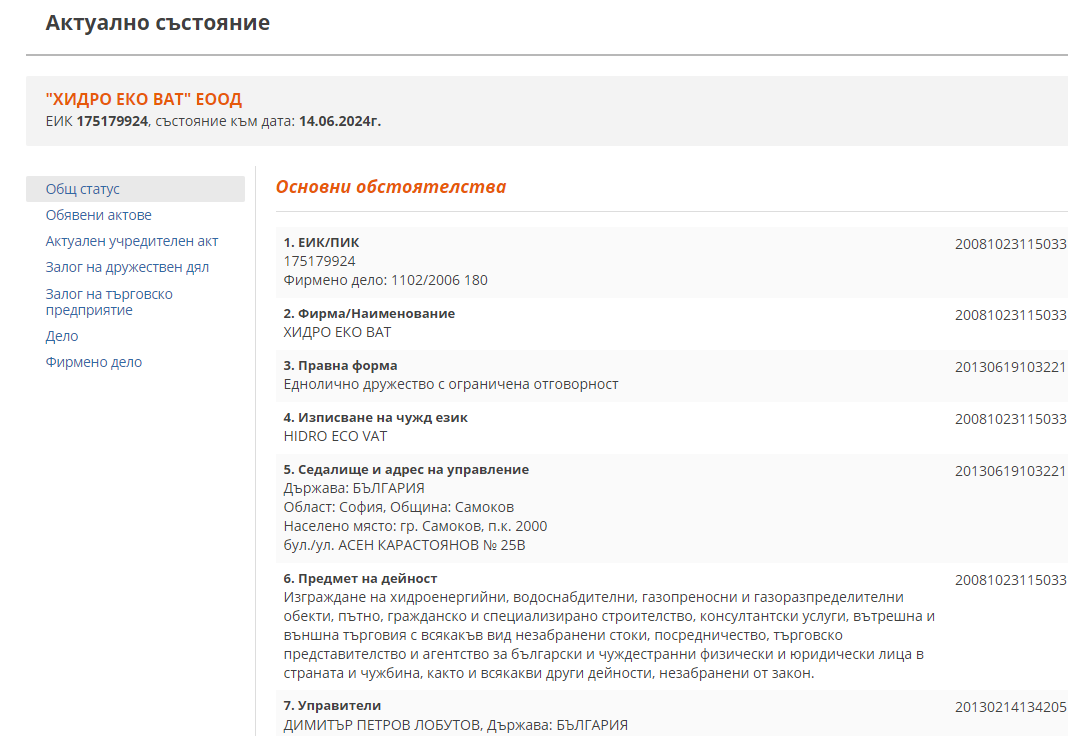 Актуално състояние
"ХИДРО ЕКО ВАТ" ЕООД
ЕИК 175179924, състояние към дата: 14.06.2024г.
Общ статус
Обявени актове
Актуален учредителен акт
Залог на дружествен дял
Залог на търговско
предприятие
Дело
Фирмено дело
Основни обстоятелства
1. ЕИК/ПИК
20081023115033
175179924
Фирмено дело: 1102/2006 180
2. Фирма/Наименование
20081023115033
ХИДРО ЕКО ВАТ
3. Правна форма
20130619103221
Еднолично дружество с ограничена отговорност
4. Изписване на чужд език
20081023115033
HIDRO ECO VAT
5. Седалище и адрес на управление
20130619103221
Държава: БЪЛГАРИЯ
Област: София, Община: Самоков
Населено място: гр. Самоков, п.к. 2000
бул./ул. АСЕН КАРАСТОЯНОВ № 25В
6. Предмет на дейност
20081023115033
Изграждане на хидроенергийни, водоснабдителни, газопреносни и газоразпределителни
обекти, пътно, гражданско и специализирано строителство, консултантски услуги, вътрешна и
външна търговия с всякакъв вид незабранени стоки, посредничество, търговско
представителство и агентство за български и чуждестранни физически и юридически лица в
страната и чужбина, както и всякакви други дейности, незабранени от закон.
7. Управители
20130214134205
ДИМИТЪР ПЕТРОВ ЛОБУТОВ, Държава: БЪЛГАРИЯ